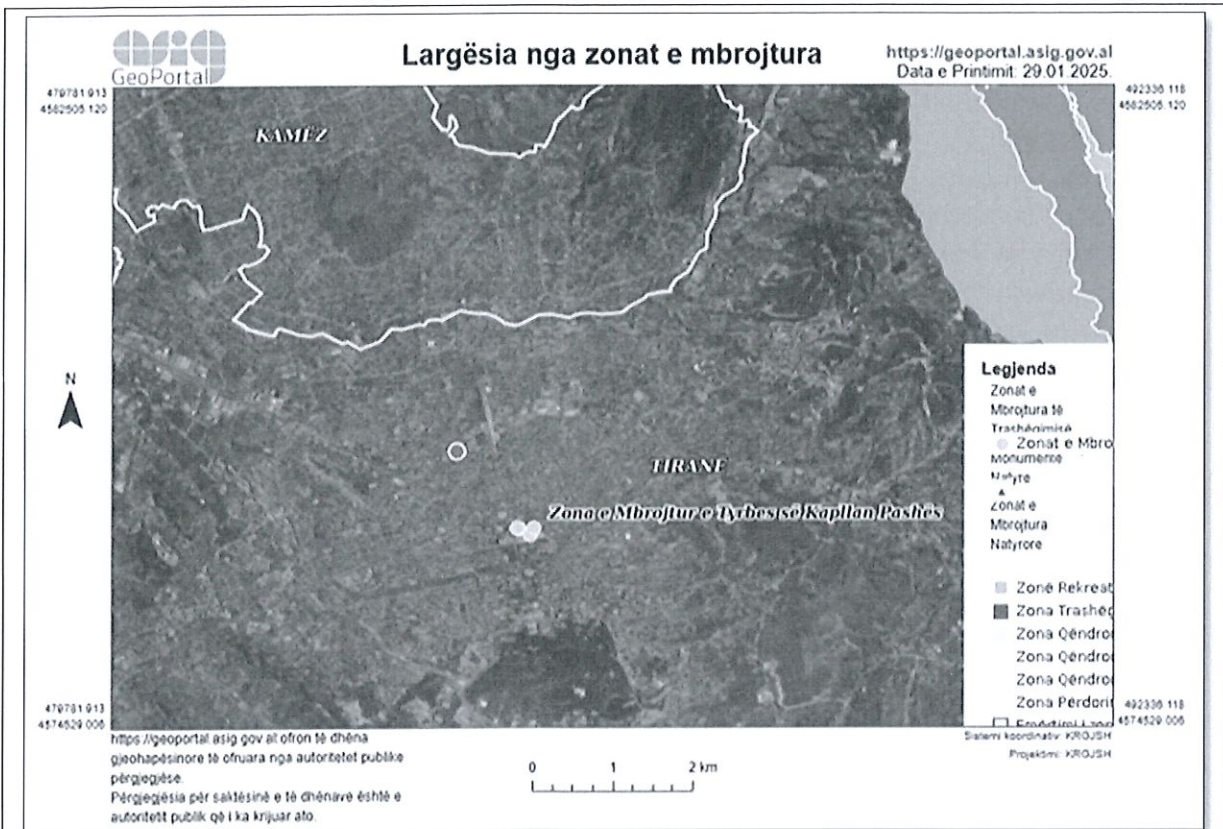 asig
GeoPortal
Largësia nga zonat e mbrojtura
https://geoportal.asig.gov.al
Data e Printimit: 29.01.2025.
479781.913
4582505.120
492336.118
4582505.120
KAMËZ
N
TIRANË
Zona e Mbrojtur e Tyrbes së Kapllan Pashës
Legjenda
Zonat e
Mbrojtura të
Trashëgimisë
Zonat e Mbro
Monumente
Natyre
Zonat e
Mbrojtura
Natyrore
Zonë Rekreat
Zona Trashëg
Zona Qëndro
Zona Qëndro
Zona Qëndro
Zona Përdori
479781.913
4574529.006
492336.118
4574529.006
https://geoportal.asig.gov.al ofron të dhëna
gjeohapësinore të ofruara nga autoritetet publike
përgjegjëse.
Përgjegjësia për saktësinë e të dhënave është e
autoritetit publik që i ka krijuar ato.
0 1 2 km
Sistemi koordinativ: KRGJSH
Projeksioni: KRGJSH